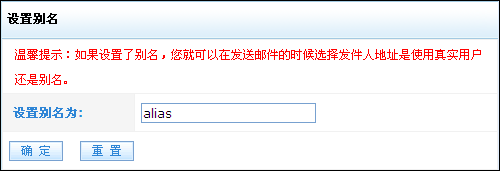 设置别名
温馨提示：如果设置了别名，您就可以在发送邮件的时候选择发件人地址是使用真实用户
还是别名。
设置别名为： alias
确 定 重 置